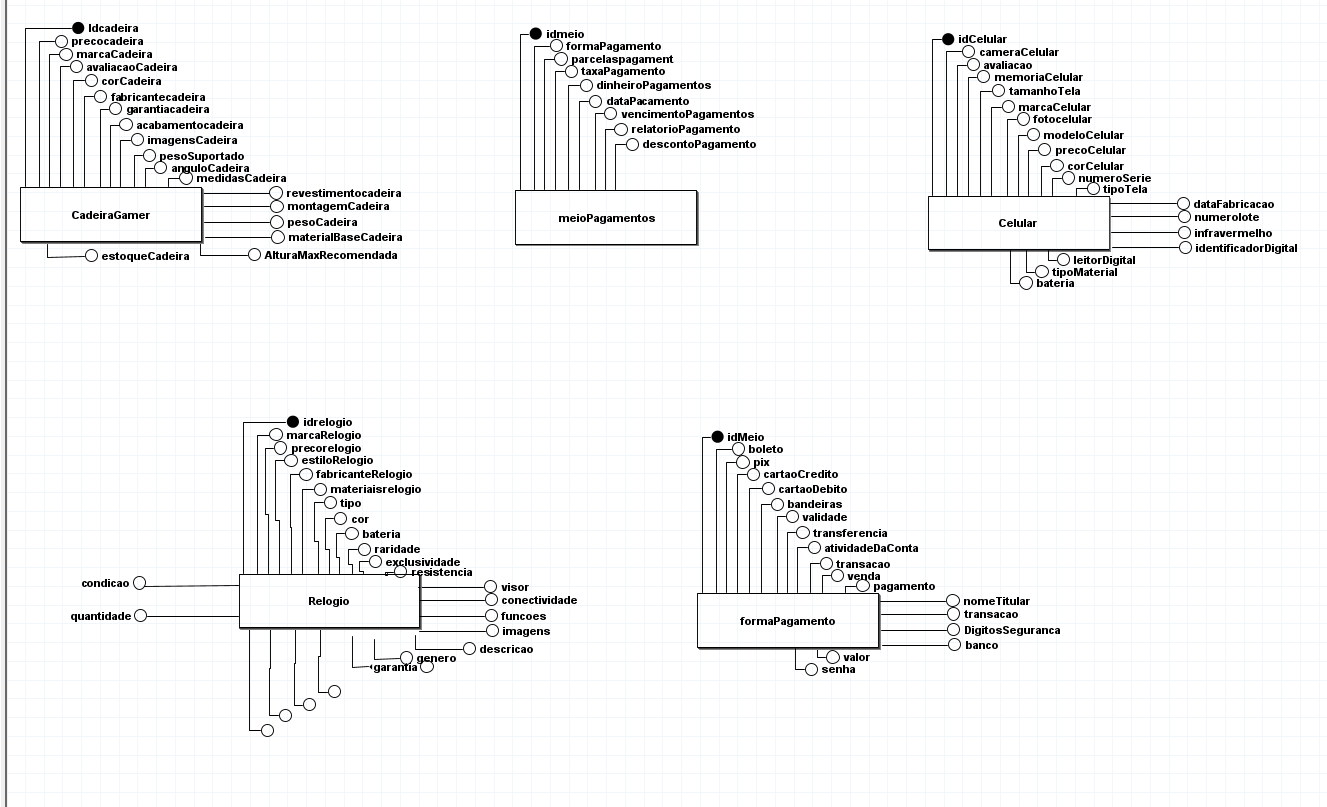 Idcadeira
precocadeira
marcaCadeira
avaliacaoCadeira
corCadeira
fabricantecadeira
garantiacadeira
acabamentocadeira
imagensCadeira
pesoSuportado
anguloCadeira
medidasCadeira
CadeiraGamer
revestimentocadeira
montagemCadeira
pesoCadeira
materialBaseCadeira
estoqueCadeira
AlturaMaxRecomendada
idmeio
formaPagamento
parcelaspagament
taxaPagamento
dinheiroPagamentos
dataPacamento
vencimentoPagamentos
relatorioPagamento
descontoPagamento
meioPagamentos
idCelular
cameraCelular
avaliacao
memoriaCelular
tamanhoTela
marcaCelular
fotocelular
modeloCelular
precoCelular
corCelular
numeroSerie
tipoTela
Celular
dataFabricacao
numerolote
infravermelho
identificadorDigital
leitorDigital
tipoMaterial
bateria
idrelogio
marcaRelogio
precorelogio
estiloRelogio
fabricanteRelogio
materiaisrelogio
tipo
cor
bateria
raridade
exclusividade
resistencia
condicao
quantidade
Relogio
visor
conectividade
funcoes
imagens
descricao
genero
garantia
idMeio
boleto
pix
cartaoCredito
cartaoDebito
bandeiras
validade
transferencia
atividadeDaConta
transacao
venda
pagamento
formaPagamento
nomeTitular
transacao
DigitosSeguranca
banco
valor
senha